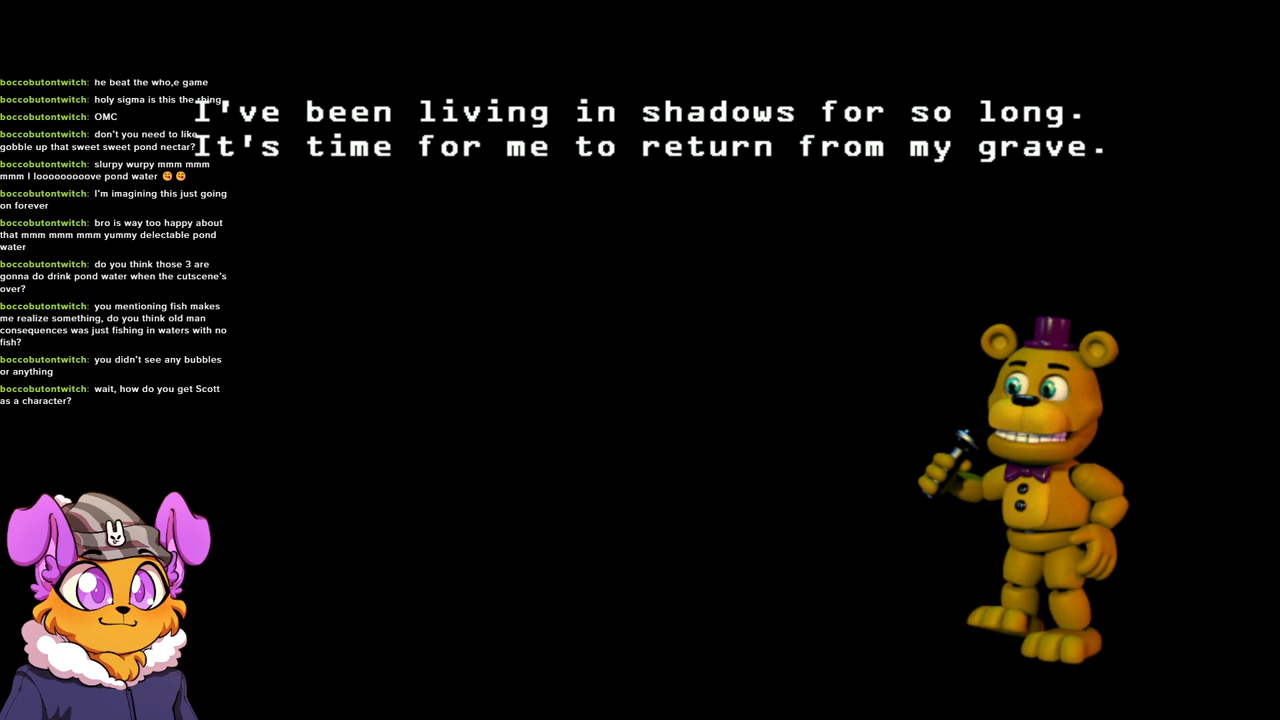 boccobutontwitch: he beat the who,e game
boccobutontwitch: holy sigma is this the thing
boccobutontwitch: OMC
boccobutontwitch: don't you need to like
gobble up that sweet sweet pond nectar?
boccobutontwitch: slurpy wurpy mmm mmm
mmm I looooooooove pond water 😋 😋
boccobutontwitch: I'm imagining this just going
on forever
boccobutontwitch: bro is way too happy about
that mmm mmm mmm yummy delectable pond
water
boccobutontwitch: do you think those 3 are
gonna do drink pond water when the cutscene's
over?
boccobutontwitch: you mentioning fish makes
me realize something, do you think old man
consequences was just fishing in waters with no
fish?
boccobutontwitch: you didn't see any bubbles
or anything
boccobutontwitch: wait, how do you get Scott
as a character?
I've been living in shadows for so long.
It's time for me to return from my grave.